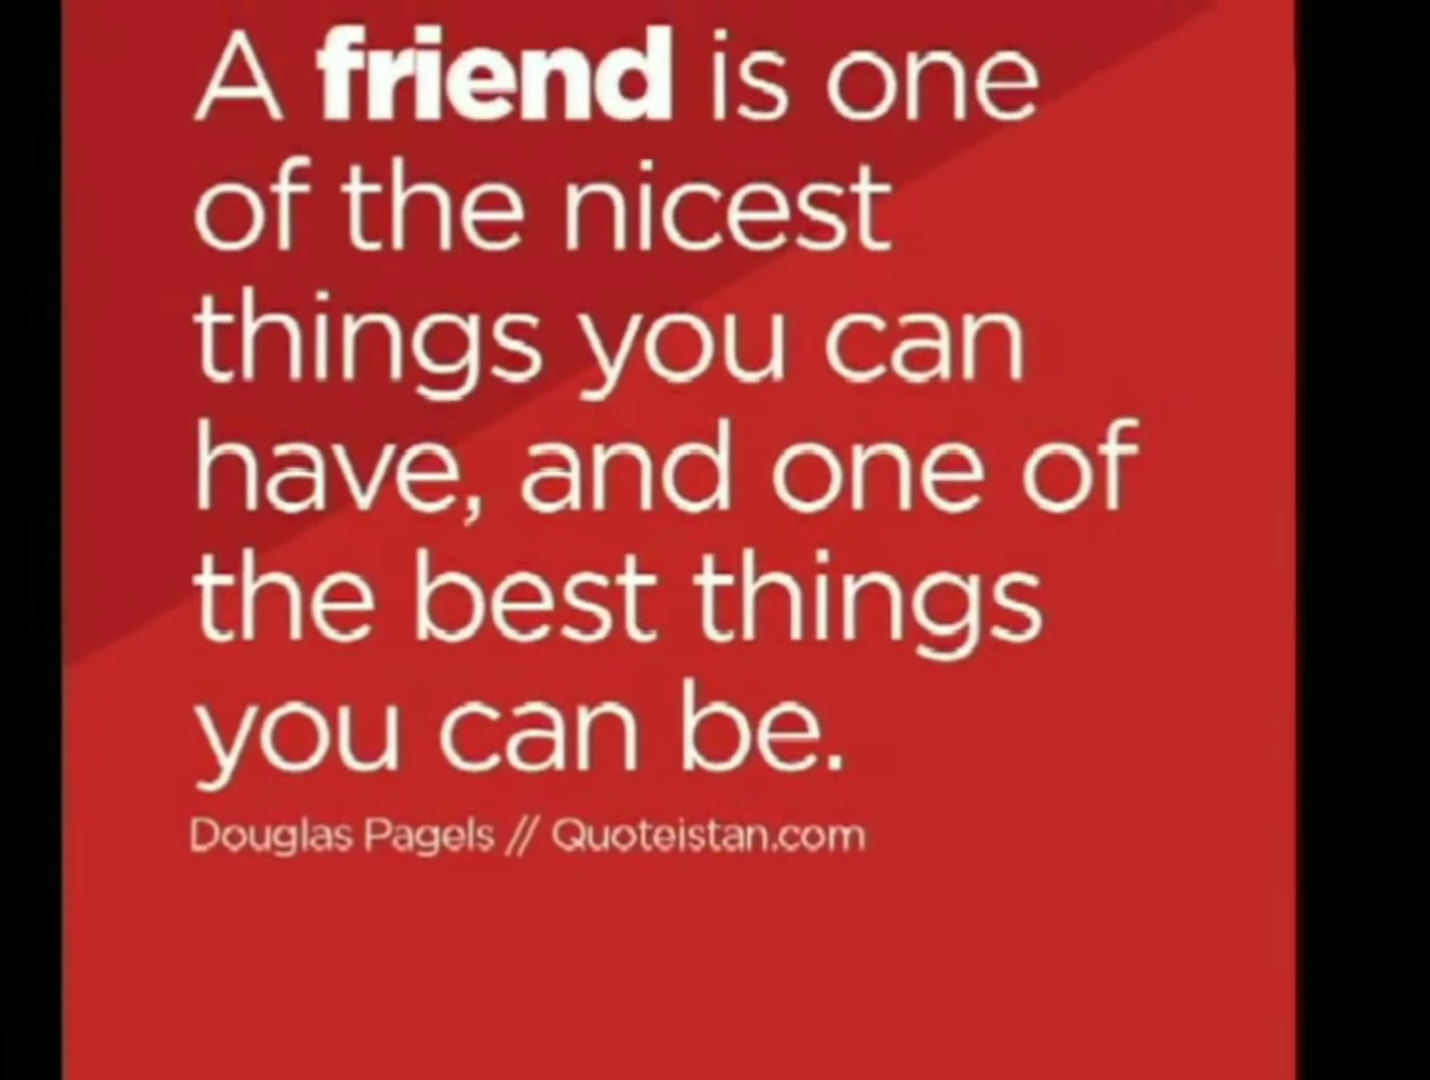 A friend is one
of the nicest
things you can
have, and one of
the best things
you can be.
Douglas Pagels // Quoteistan.com